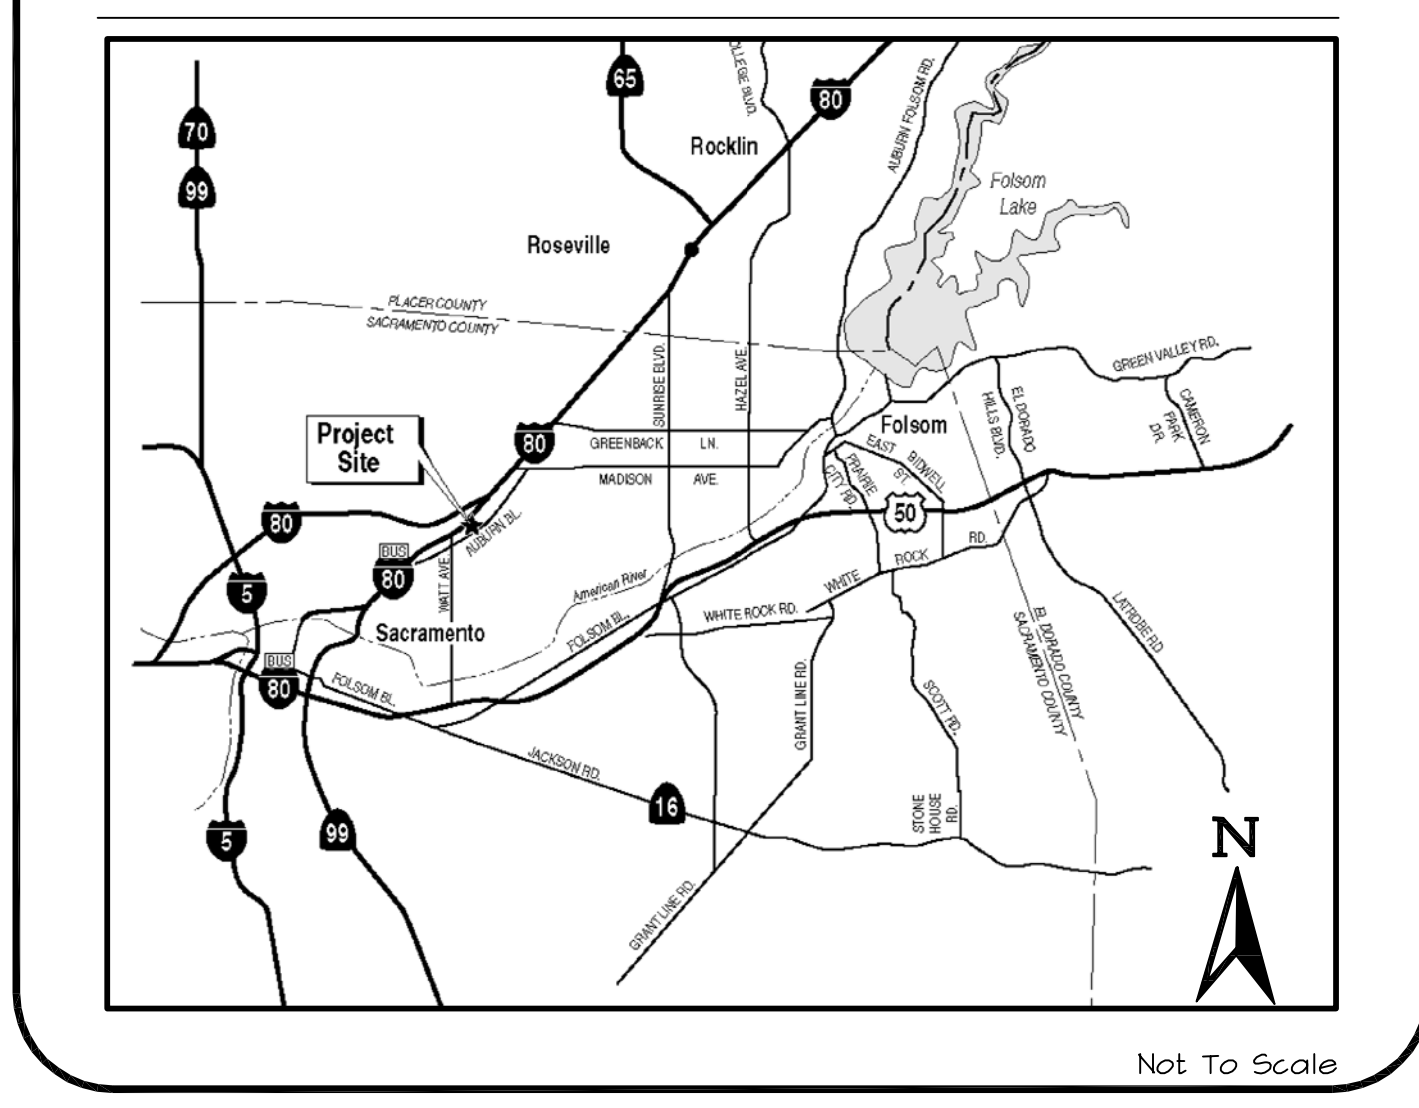 65
OLLEGE BLVD.
80
AUBURN FOLSOM RD.
70
Rocklin
99
Folsom
Lake
Roseville
PLACER COUNTY
SACRAMENTO COUNTY
SUNRISE BLVD.
HAZEL AVE.
GREEN VALLEY RD.
EL DORADO
HILLS BLVD.
CAMERON
PARK
DR.
Project
Site
80
GREENBACK LN.
MADISON AVE.
Folsom
EAST BIDWELL
ST.
PRAIRIE
CITY RD.
50
80
AUBURN BL.
BUS
80
WATT AVE.
5
American River
FOLSOM BL.
WHITE ROCK RD.
WHITE ROCK RD.
LATROBE RD.
EL DORADO COUNTY
SACRAMENTO COUNTY
Sacramento
BUS
80
FOLSOM BL.
GRANT LINE RD.
SCOTT RD.
JACKSON RD.
16
STONE
HOUSE
RD.
5
99
GRANT LINE RD.
N
Not To Scale